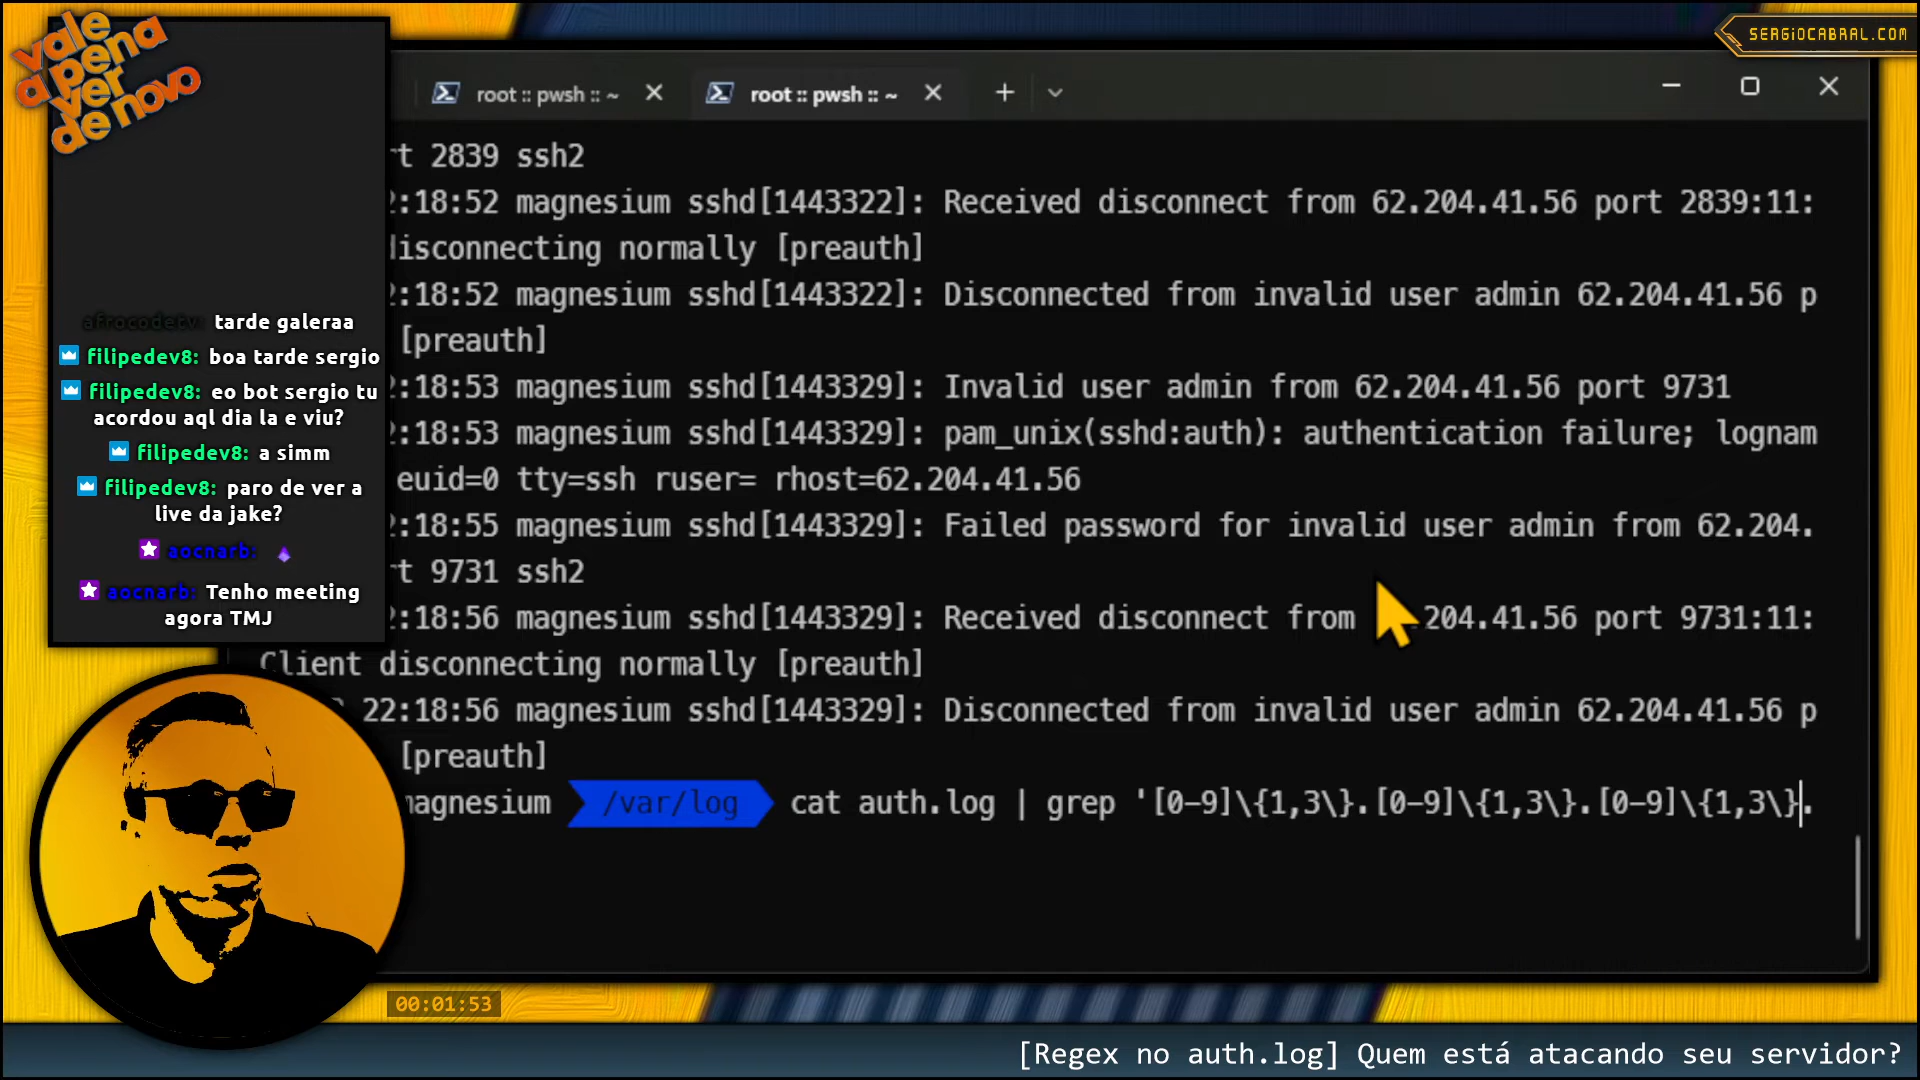 vale
a pena
ver
de novo
SERGIOCABRAL.COM
root :: pwsh :: ~
root :: pwsh :: ~
rt 2839 ssh2
2:18:52 magnesium sshd[1443322]: Received disconnect from 62.204.41.56 port 2839:11:
disconnecting normally [preauth]
2:18:52 magnesium sshd[1443322]: Disconnected from invalid user admin 62.204.41.56 p
[preauth]
2:18:53 magnesium sshd[1443329]: Invalid user admin from 62.204.41.56 port 9731
2:18:53 magnesium sshd[1443329]: pam_unix(sshd:auth): authentication failure; lognam
euid=0 tty=ssh ruser= rhost=62.204.41.56
2:18:55 magnesium sshd[1443329]: Failed password for invalid user admin from 62.204.
rt 9731 ssh2
2:18:56 magnesium sshd[1443329]: Received disconnect from 204.41.56 port 9731:11:
Client disconnecting normally [preauth]
22:18:56 magnesium sshd[1443329]: Disconnected from invalid user admin 62.204.41.56 p
[preauth]
magnesium /var/log cat auth.log | grep '[0-9]\{1,3\}.[0-9]\{1,3\}.[0-9]\{1,3\}.
afrocodetv: tarde galeraa
filipedev8: boa tarde sergio
filipedev8: eo bot sergio tu
acordou aql dia la e viu?
filipedev8: a simm
filipedev8: paro de ver a
live da jake?
aocnarb:
aocnarb: Tenho meeting
agora TMJ
00:01:53
[Regex no auth.log] Quem está atacando seu servidor?